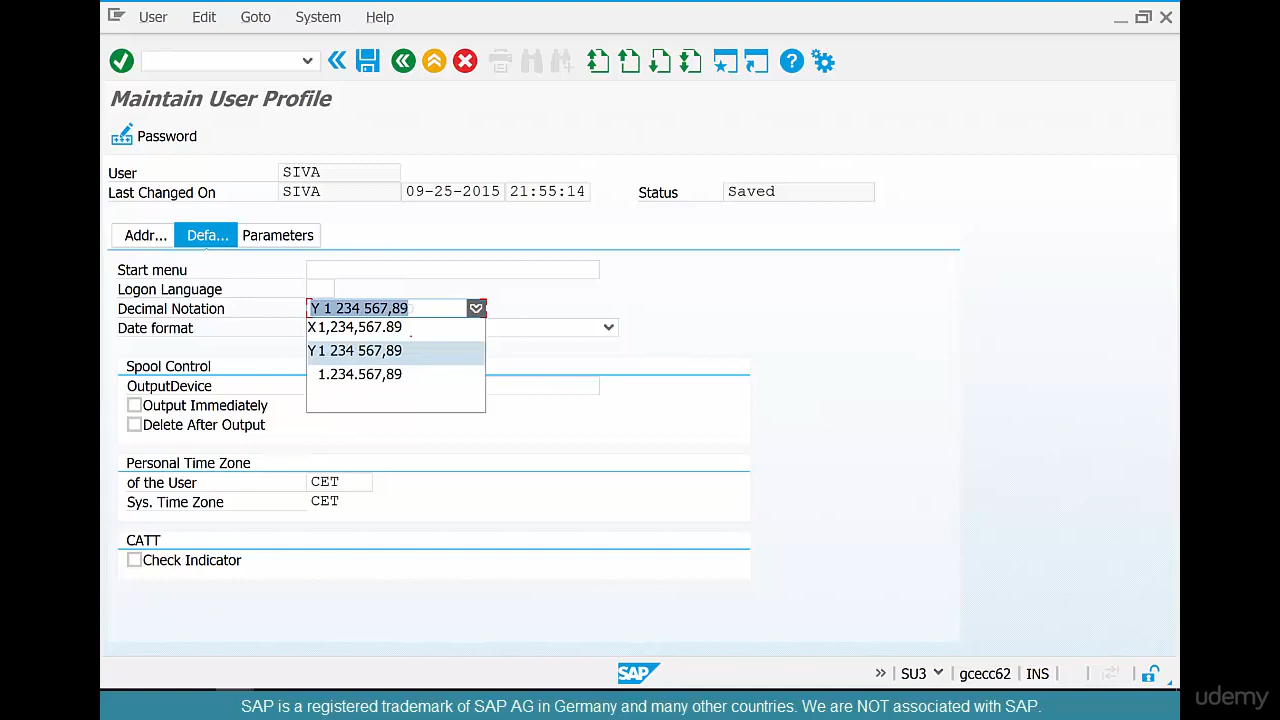 User Edit Goto System Help
Maintain User Profile
Password
User SIVA
Last Changed On SIVA 09-25-2015 21:55:14 Status Saved
Addr... Defa... Parameters
Start menu
Logon Language
Decimal Notation Y 1 234 567,89
X 1,234,567.89
Date format
Y 1 234 567,89
Spool Control
1.234.567,89
OutputDevice
Output Immediately
Delete After Output
Personal Time Zone
of the User CET
Sys. Time Zone CET
CATT
Check Indicator
SAP SU3 gcecc62 INS
udemy
SAP is a registered trademark of SAP AG in Germany and many other countries. We are NOT associated with SAP.